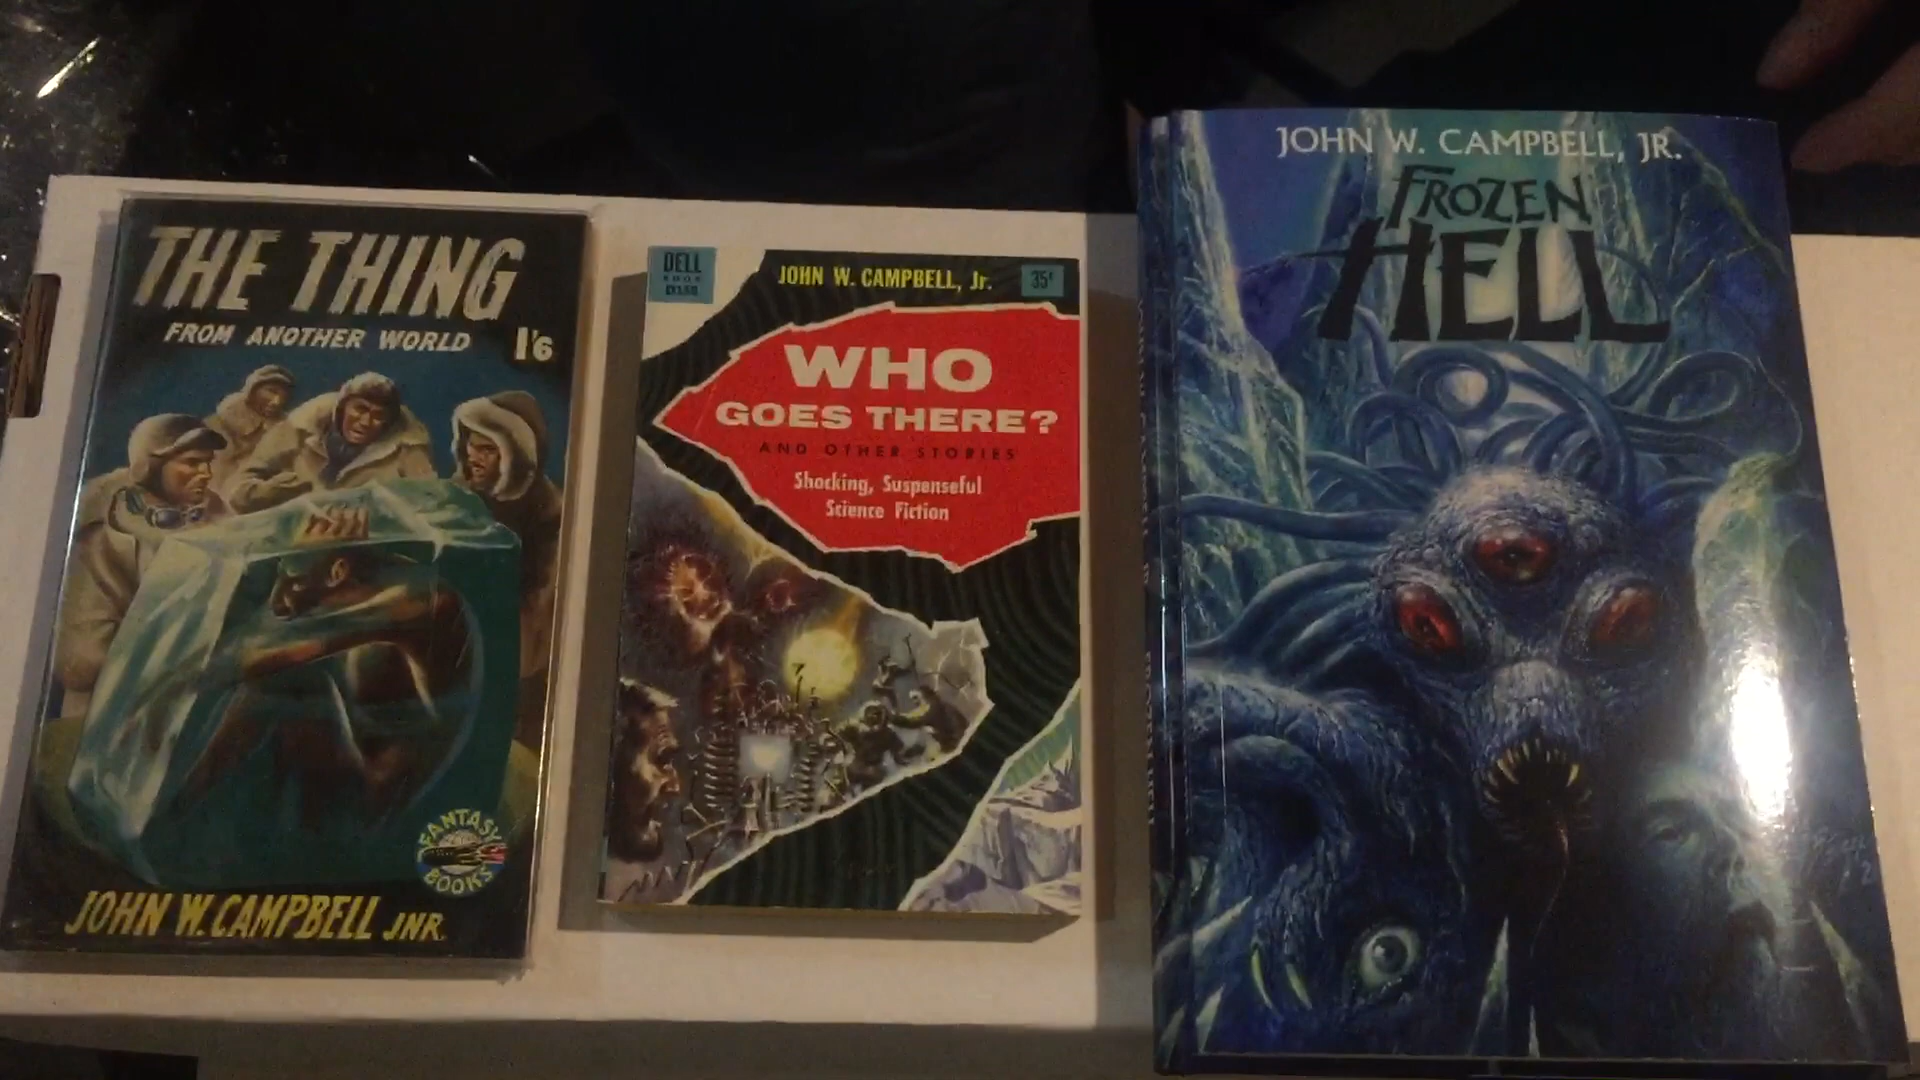 THE THING
FROM ANOTHER WORLD
1'6
FANTASY
BOOKS
JOHN W. CAMPBELL JNR.
DELL
BOOK
JOHN W. CAMPBELL, Jr.
35¢
WHO
GOES THERE?
AND OTHER STORIES
Shocking, Suspenseful
Science Fiction
JOHN W. CAMPBELL, JR.
FROZEN
HELL